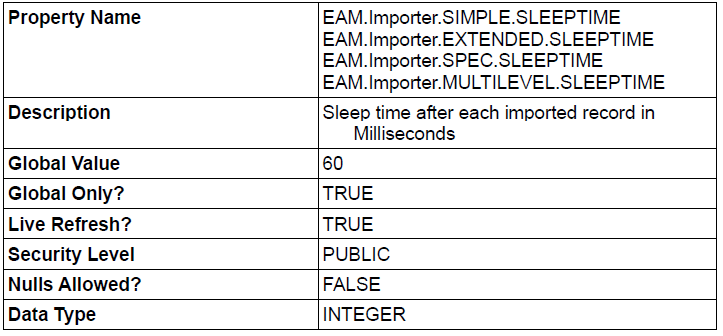 Property Name EAM.Importer.SIMPLE.SLEEPTIME
EAM.Importer.EXTENDED.SLEEPTIME
EAM.Importer.SPEC.SLEEPTIME
EAM.Importer.MULTILEVEL.SLEEPTIME
Description Sleep time after each imported record in
Milliseconds
Global Value 60
Global Only? TRUE
Live Refresh? TRUE
Security Level PUBLIC
Nulls Allowed? FALSE
Data Type INTEGER